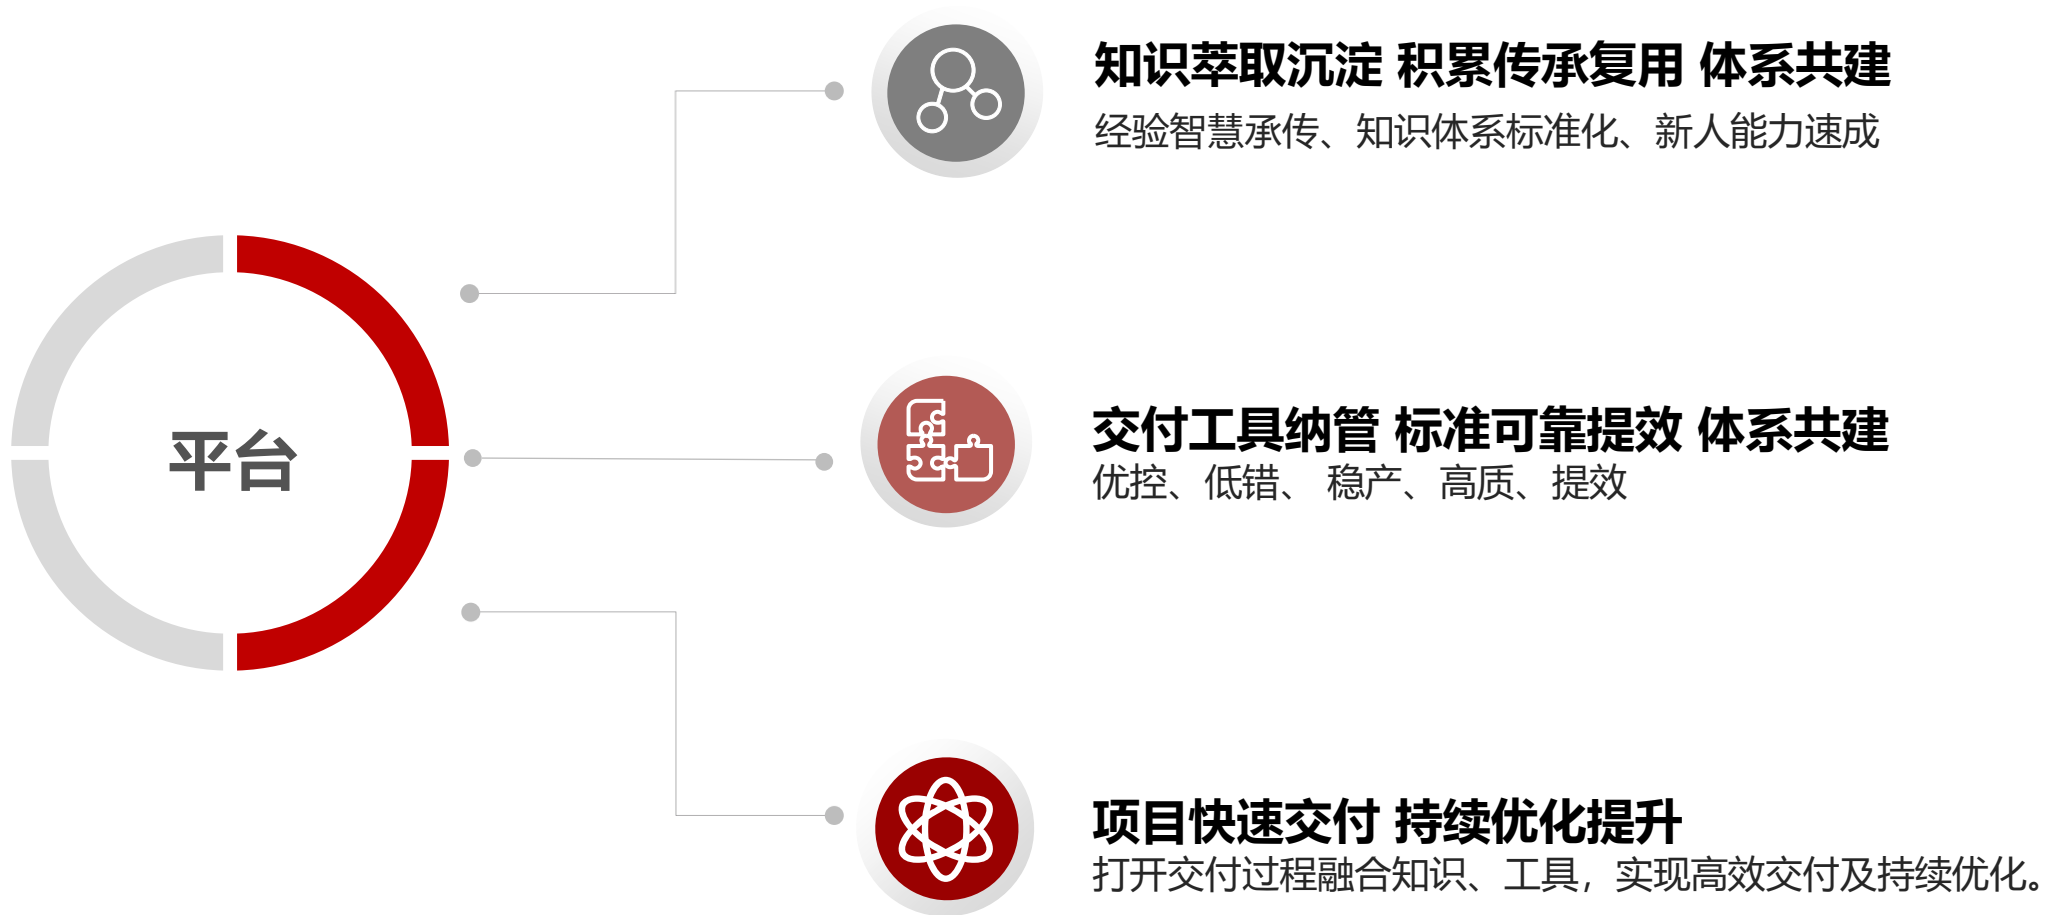 知识萃取沉淀 积累传承复用 体系共建
经验智慧承传、知识体系标准化、新人能力速成
平台
交付工具纳管 标准可靠提效 体系共建
优控、低错、 稳产、高质、提效
项目快速交付 持续优化提升
打开交付过程融合知识、工具，实现高效交付及持续优化。